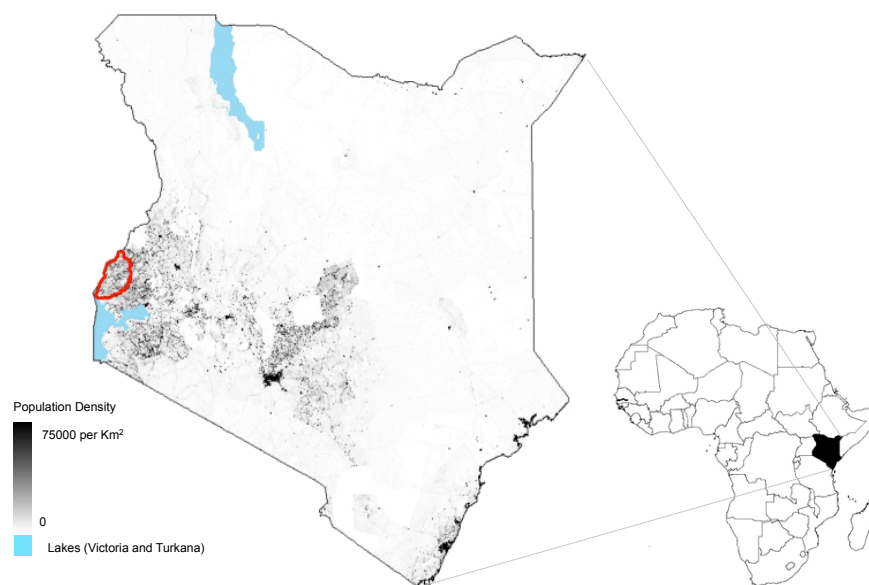 Population Density
75000 per Km²
0
Lakes (Victoria and Turkana)